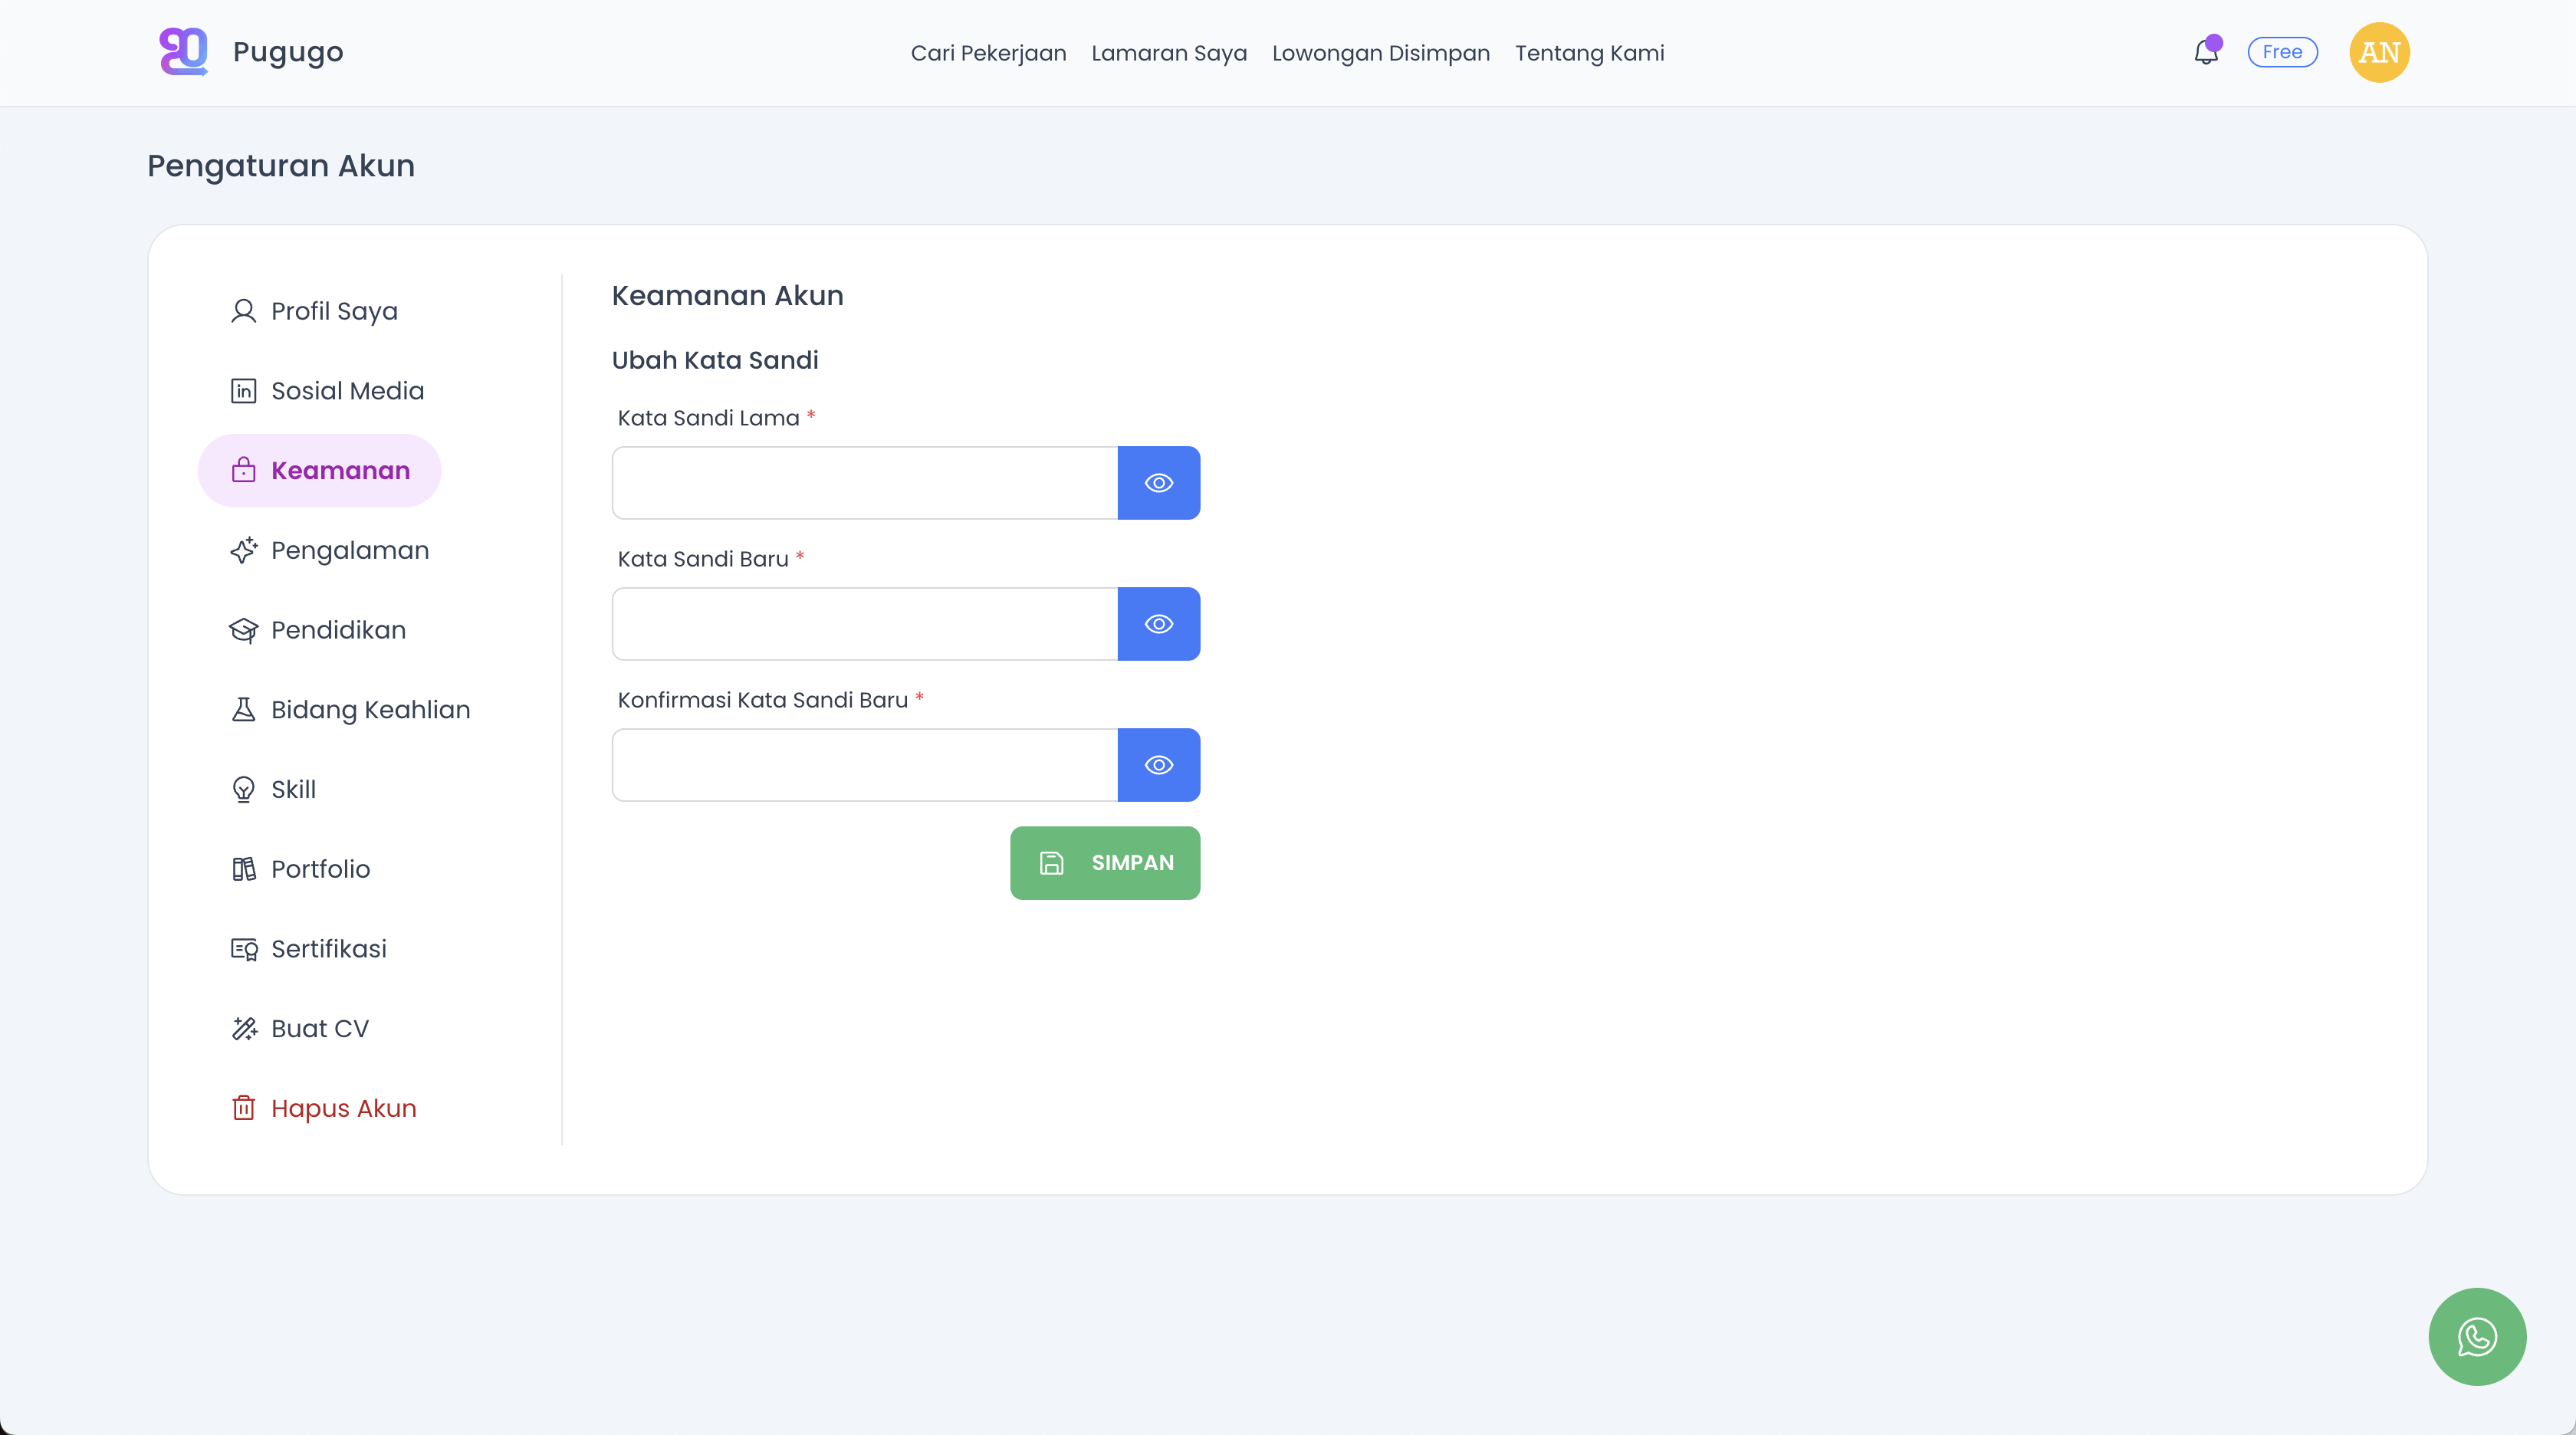 Pugugo
Cari Pekerjaan Lamaran Saya Lowongan Disimpan Tentang Kami
Free
AN
Pengaturan Akun
Profil Saya
Sosial Media
Keamanan
Pengalaman
Pendidikan
Bidang Keahlian
Skill
Portfolio
Sertifikasi
Buat CV
Hapus Akun
Keamanan Akun
Ubah Kata Sandi
Kata Sandi Lama *
Kata Sandi Baru *
Konfirmasi Kata Sandi Baru *
SIMPAN